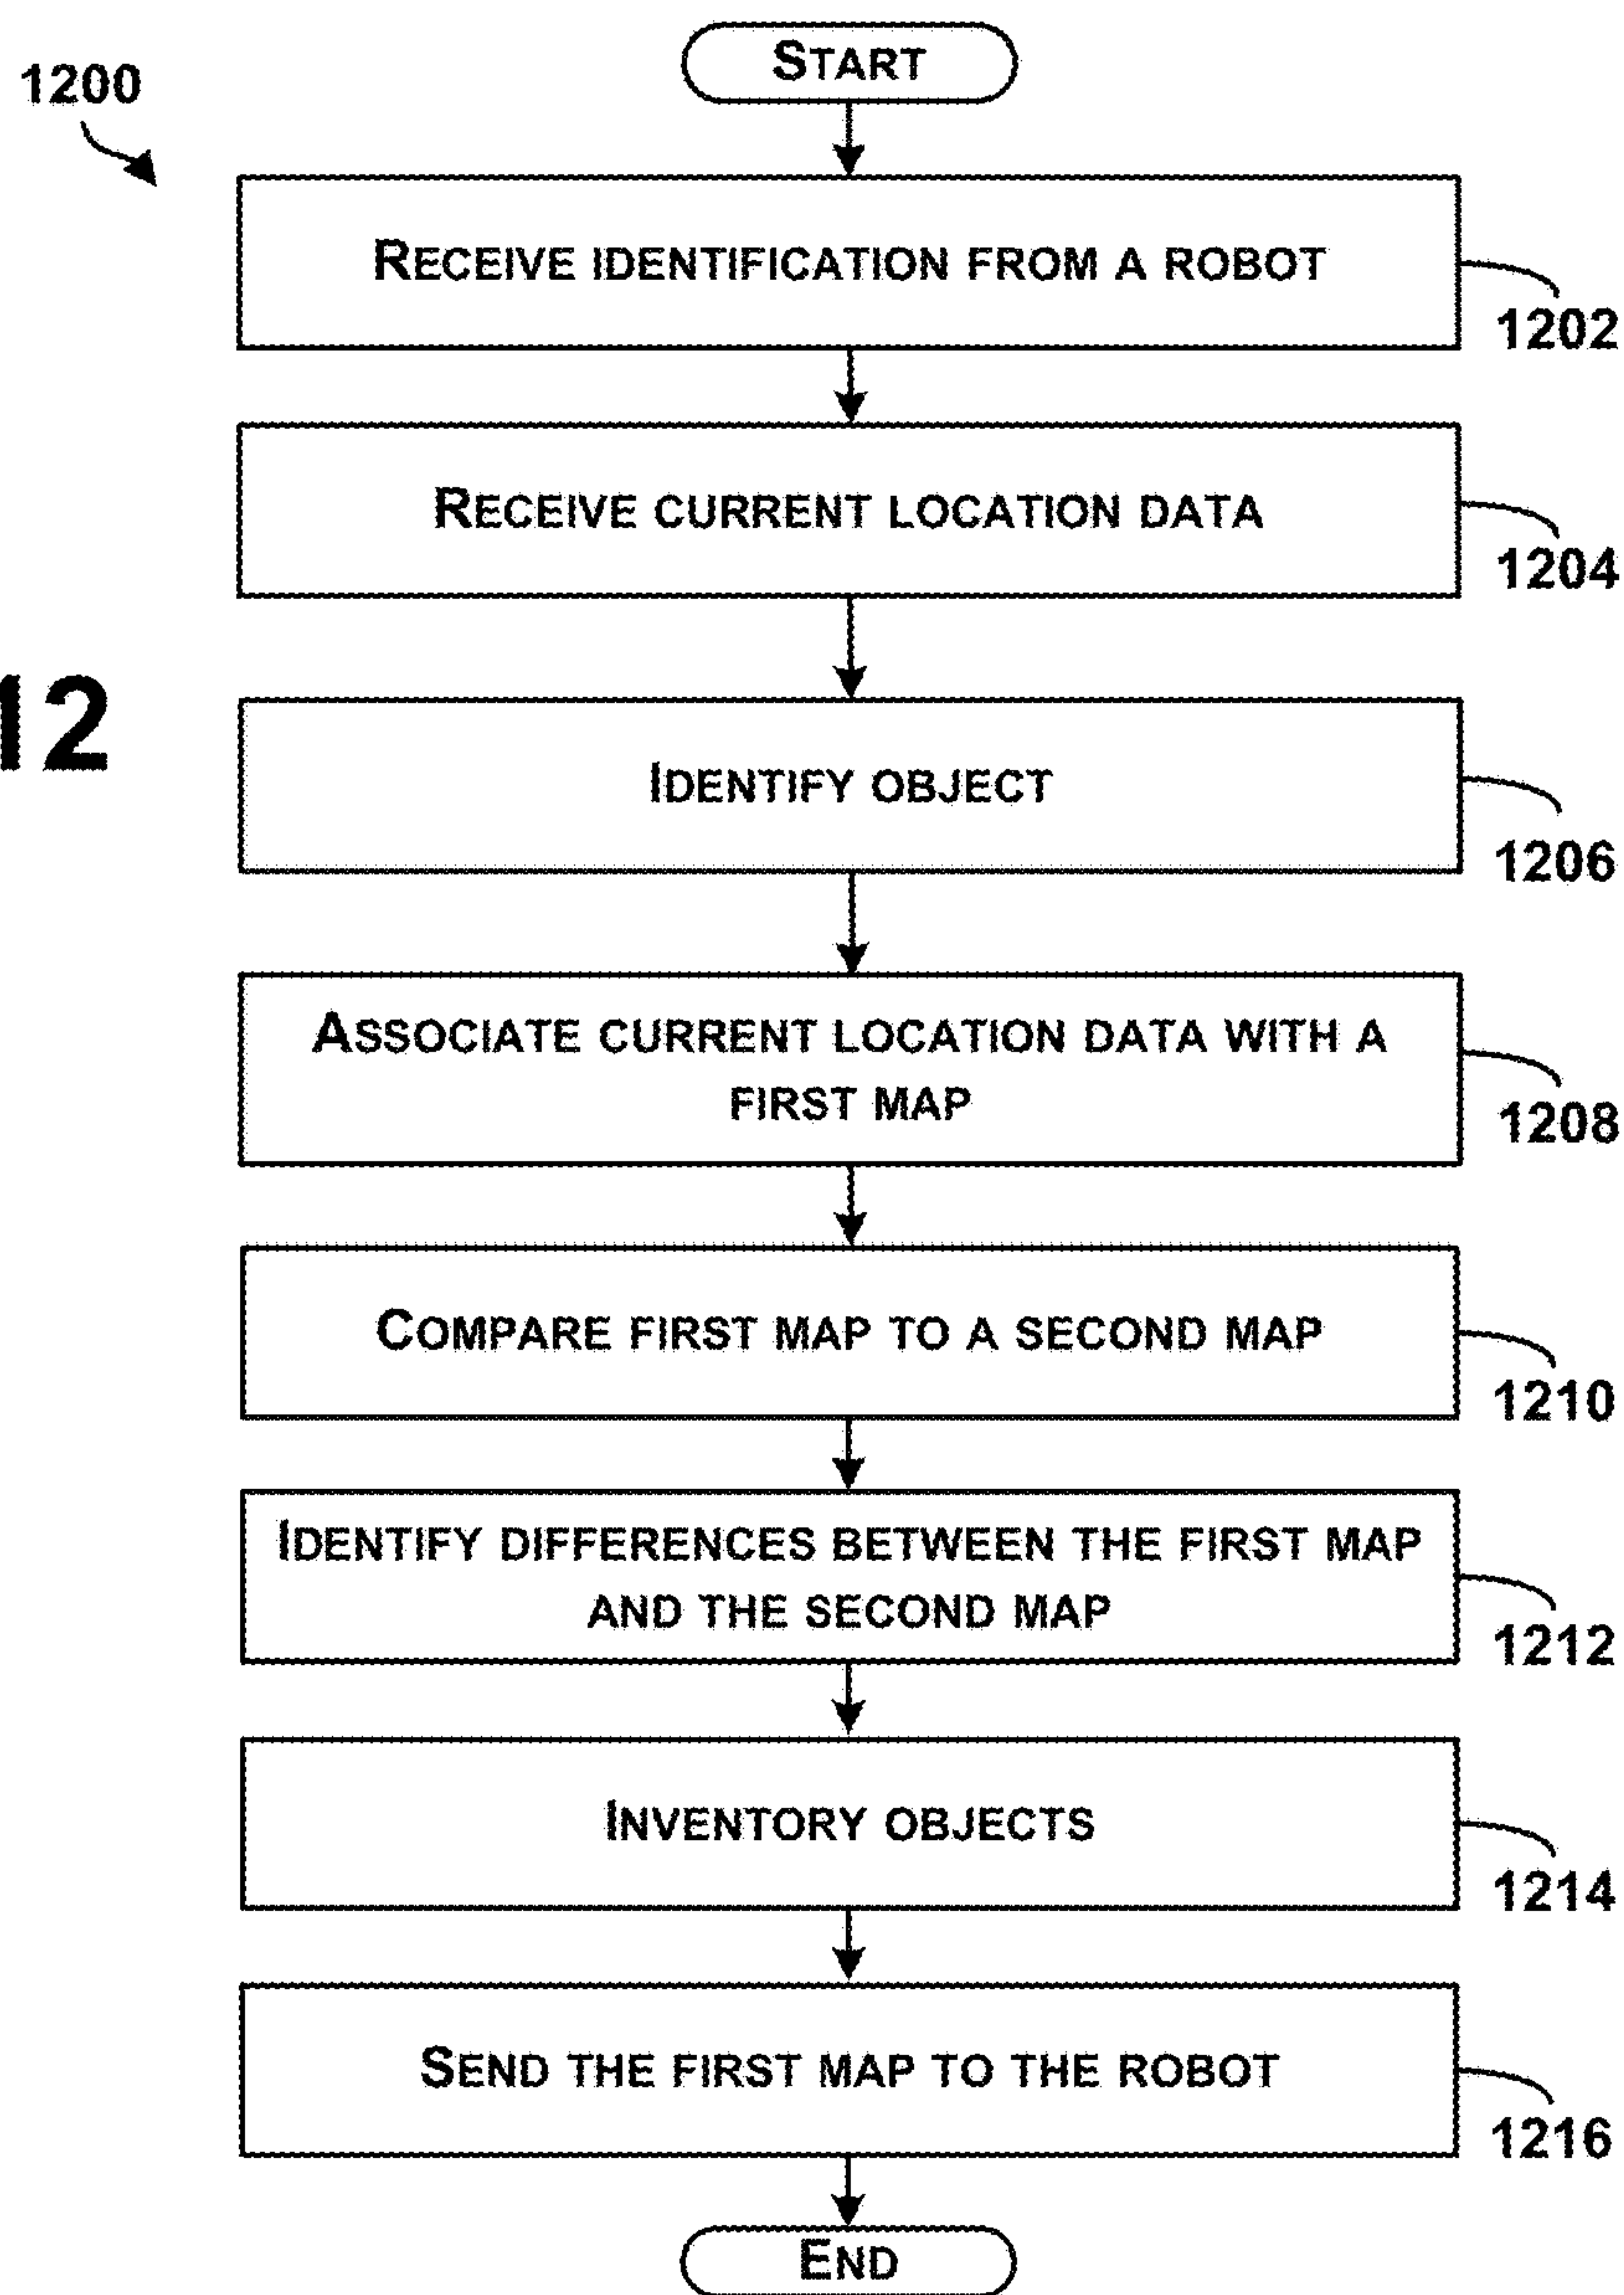 START
1200
RECEIVE IDENTIFICATION FROM A ROBOT
1202
RECEIVE CURRENT LOCATION DATA
1204
12
IDENTIFY OBJECT
1206
ASSOCIATE CURRENT LOCATION DATA WITH A
FIRST MAP
1208
COMPARE FIRST MAP TO A SECOND MAP
1210
IDENTIFY DIFFERENCES BETWEEN THE FIRST MAP
AND THE SECOND MAP
1212
INVENTORY OBJECTS
1214
SEND THE FIRST MAP TO THE ROBOT
1216
END